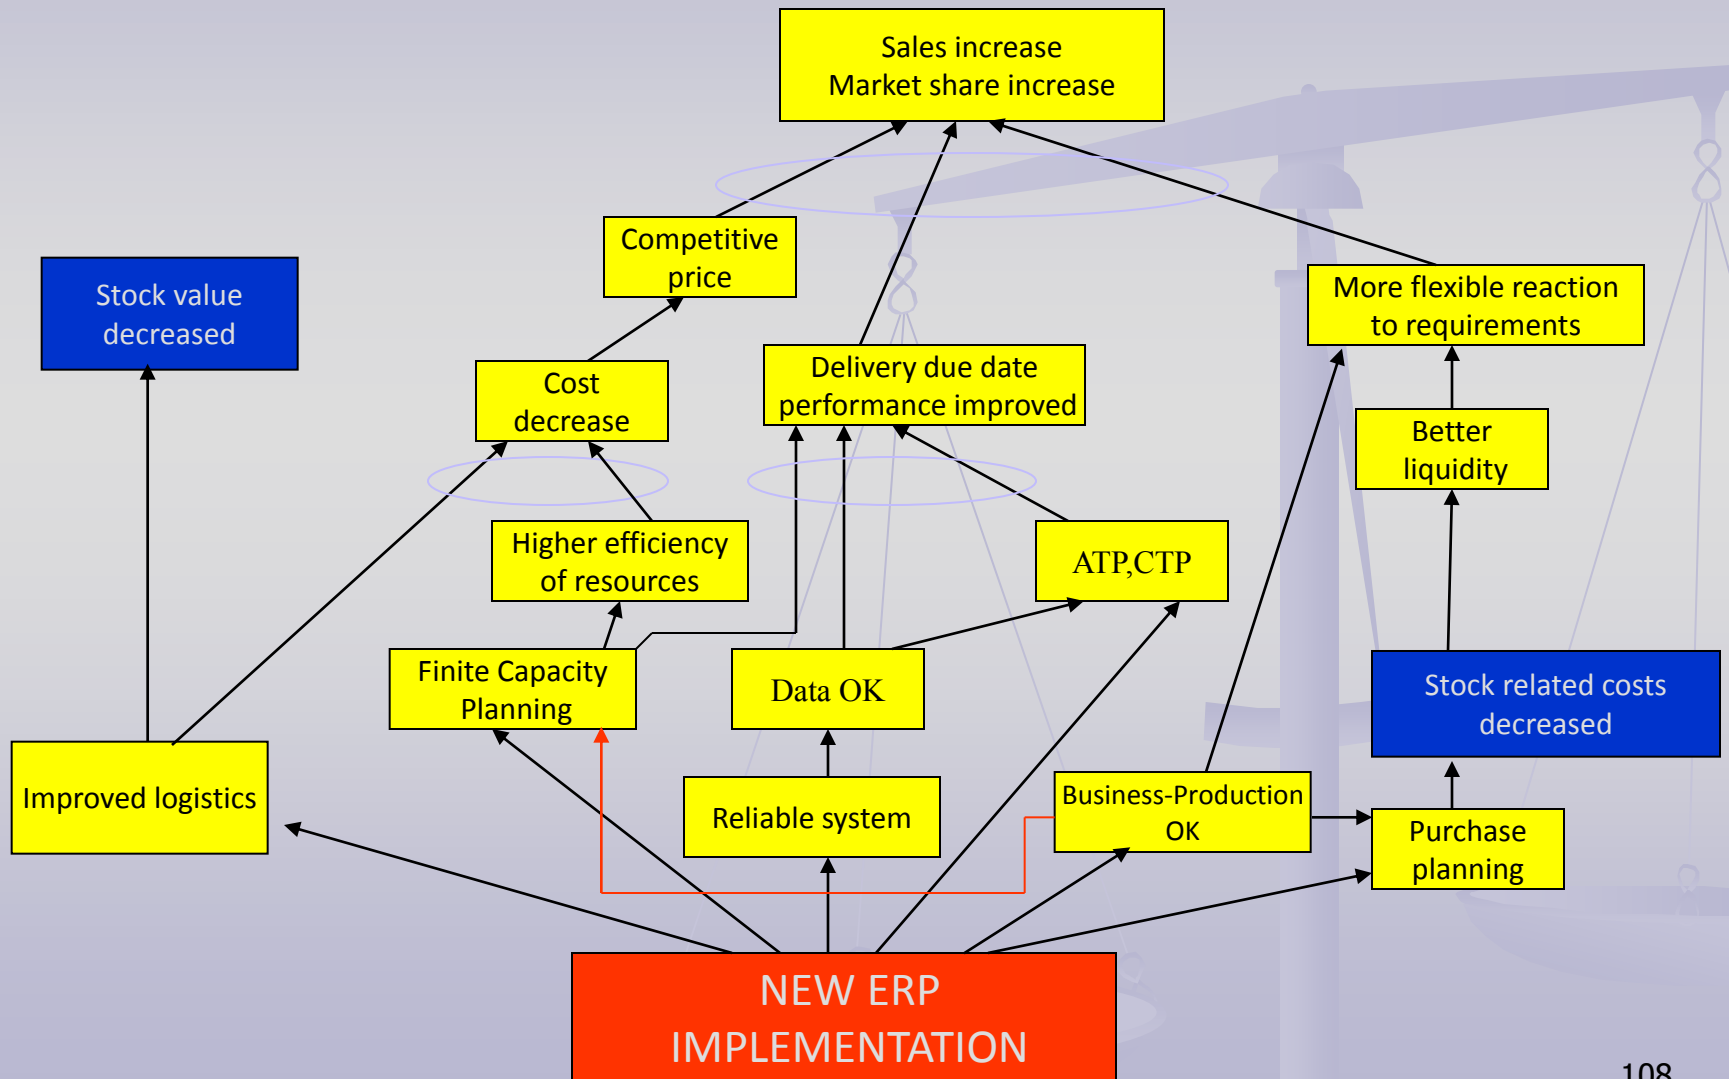 Sales increase
Market share increase
Competitive
price
Stock value
decreased
More flexible reaction
to requirements
Cost
decrease
Delivery due date
performance improved
Better
liquidity
Higher efficiency
of resources
ATP,CTP
Finite Capacity
Planning
Data OK
Stock related costs
decreased
Improved logistics
Reliable system
Business-Production
OK
Purchase
planning
NEW ERP
IMPLEMENTATION
108